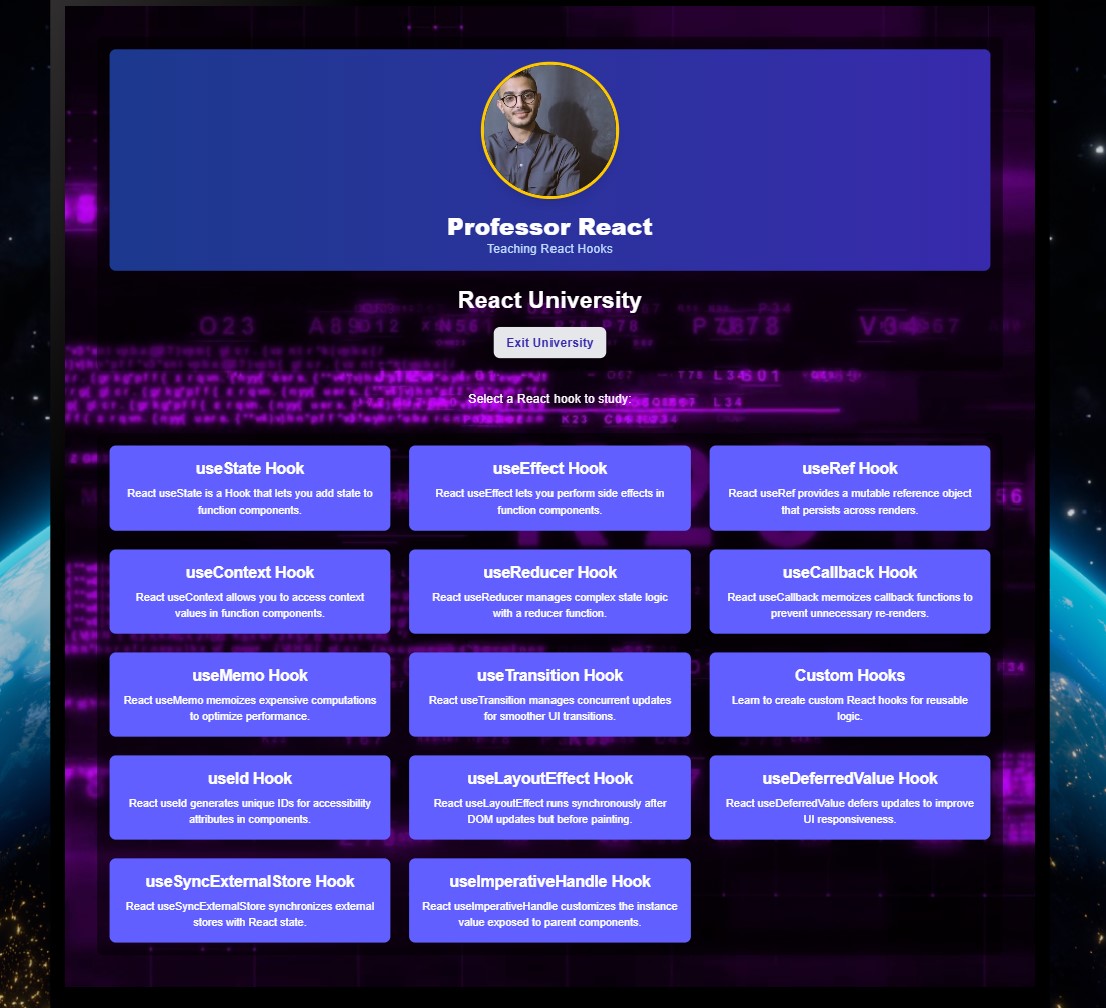 Professor React
Teaching React Hooks
React University
O23
A89
O12
P78
P34
Exit University
L34
S01
Select a React hook to study:
L34
K23
useState Hook
useEffect Hook
useRef Hook
React useState is a Hook that lets you add state to
function components.
React useEffect lets you perform side effects in
function components.
React useRef provides a mutable reference object
that persists across renders.
useContext Hook
useReducer Hook
useCallback Hook
React useContext allows you to access context
values in function components.
React useReducer manages complex state logic
with a reducer function.
React useCallback memoizes callback functions to
prevent unnecessary re-renders.
useMemo Hook
useTransition Hook
Custom Hooks
React useMemo memoizes expensive computations
to optimize performance.
React useTransition manages concurrent updates
for smoother UI transitions.
Learn to create custom React hooks for reusable
logic.
useId Hook
useLayoutEffect Hook
useDeferredValue Hook
React useId generates unique IDs for accessibility
attributes in components.
React useLayoutEffect runs synchronously after
DOM updates but before painting.
React useDeferredValue defers updates to improve
UI responsiveness.
useSyncExternalStore Hook
useImperativeHandle Hook
React useSyncExternalStore synchronizes external
stores with React state.
React useImperativeHandle customizes the instance
value exposed to parent components.